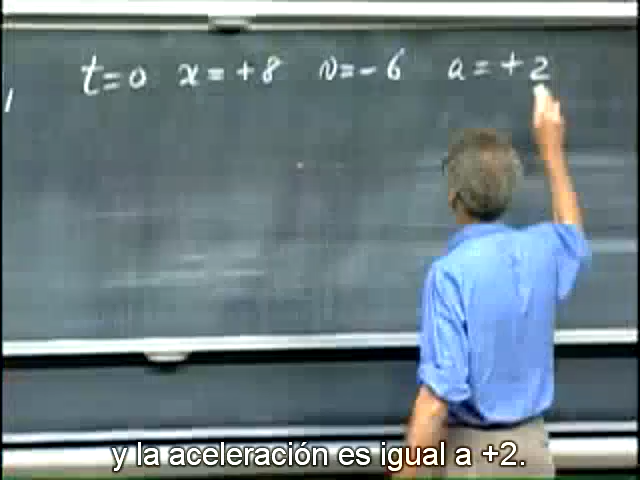 t=0 x=+8 v=-6 a=+2
y la aceleración es igual a +2.